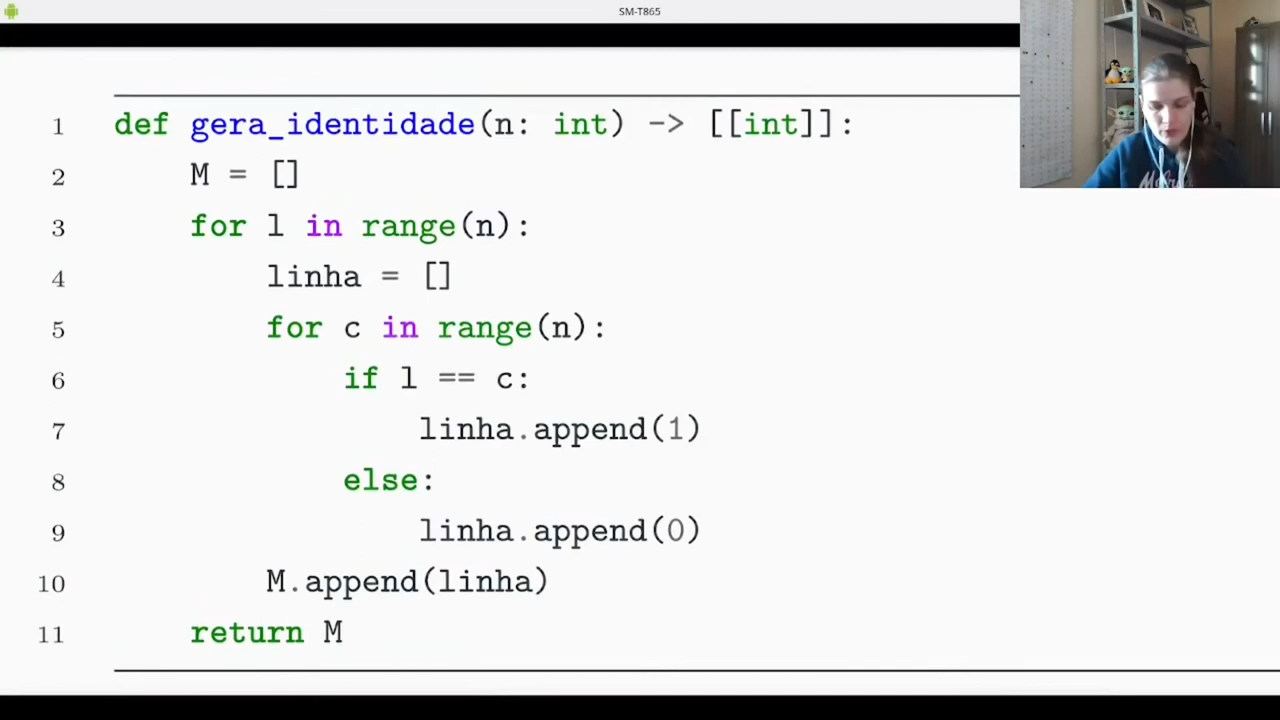 SM-T865
1 def gera_identidade(n: int) -> [[int]]:
2 M = []
3 for l in range(n):
4 linha = []
5 for c in range(n):
6 if l == c:
7 linha.append(1)
8 else:
9 linha.append(0)
10 M.append(linha)
11 return M